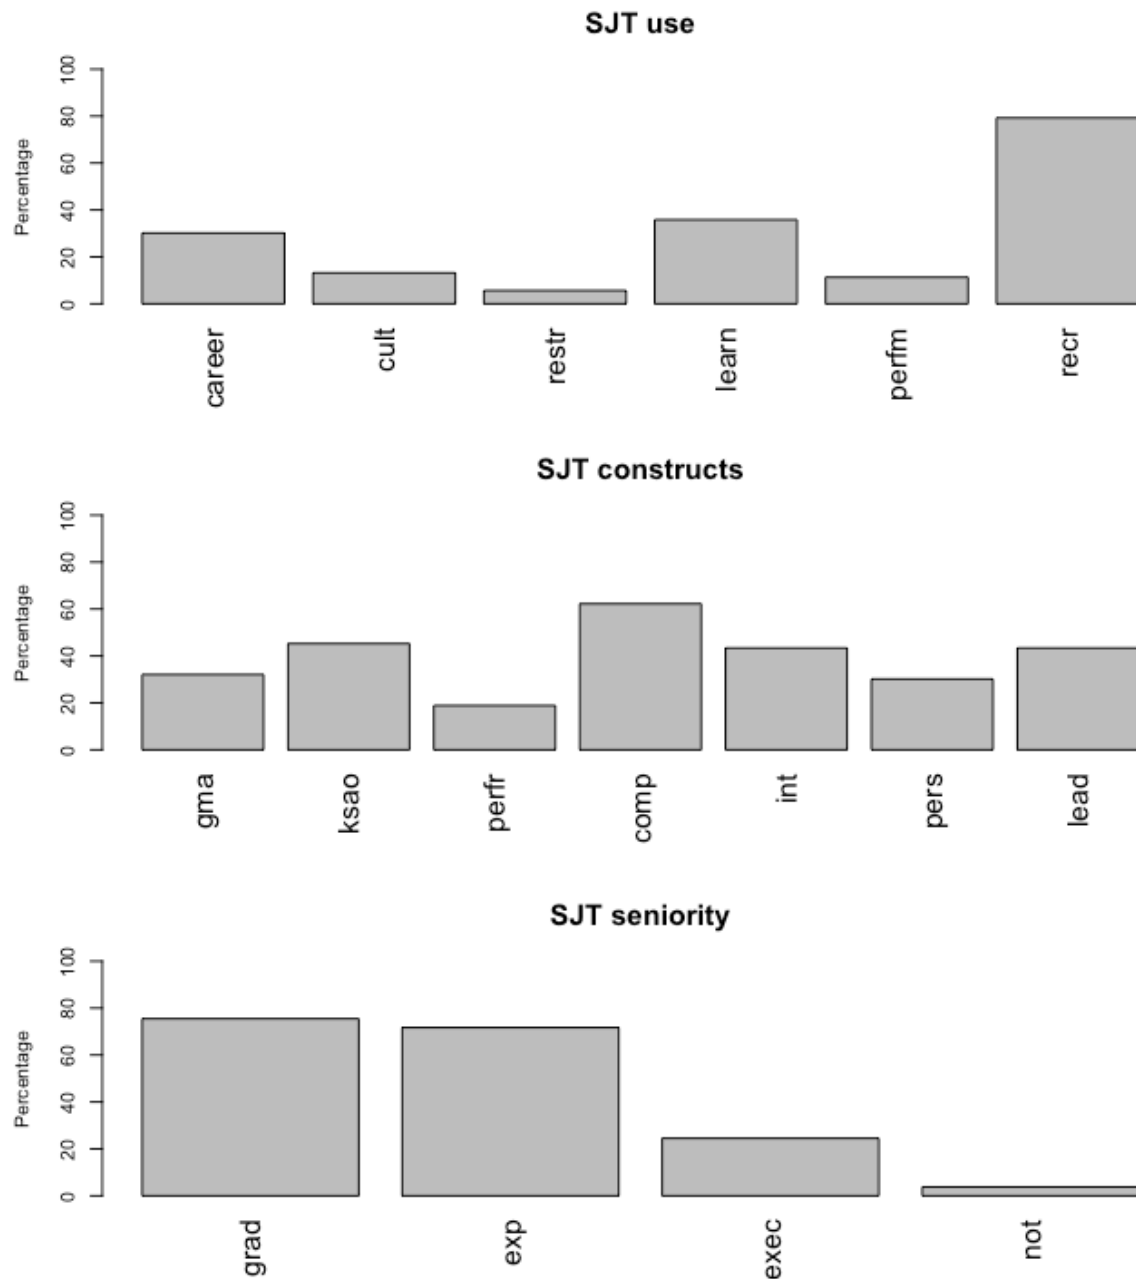 SJT use
Percentage
100
80
60
40
20
0
career
cult
restr
learn
perfm
recr
SJT constructs
Percentage
100
80
60
40
20
0
gma
ksao
perfr
comp
int
pers
lead
SJT seniority
Percentage
100
80
60
40
20
0
grad
exp
exec
not